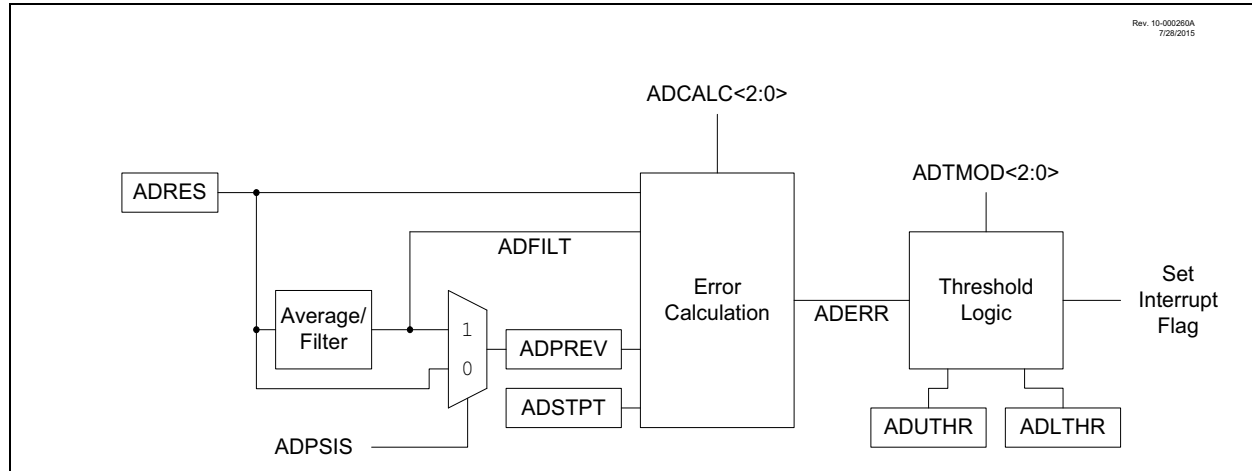 Rev. 10-000260A
7/28/2015
ADCALC<2:0>
ADTMOD<2:0>
ADRES
ADFILT
Error
Calculation
Threshold
Logic
Set
Interrupt
Flag
ADERR
Average/
Filter
1
0
ADPREV
ADSTPT
ADPSIS
ADUTHR
ADLTHR